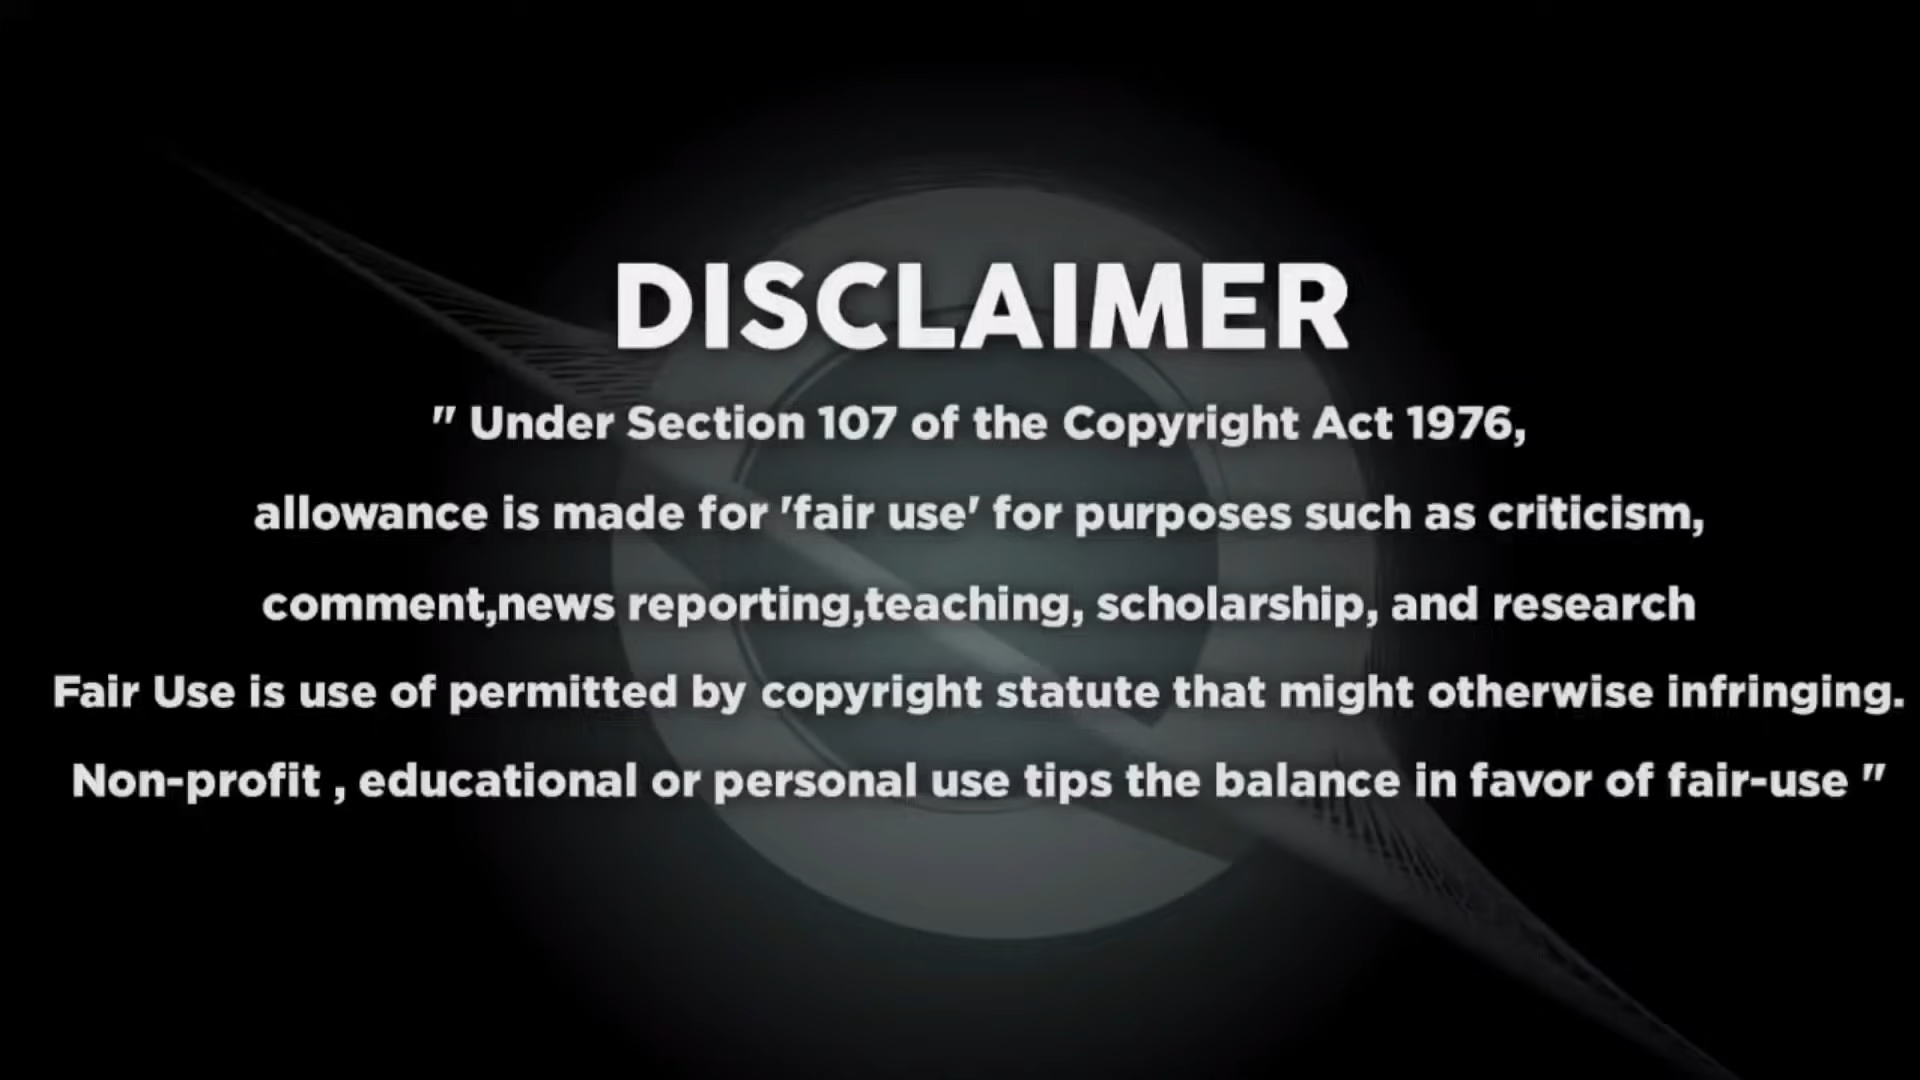 DISCLAIMER
" Under Section 107 of the Copyright Act 1976,
allowance is made for 'fair use' for purposes such as criticism,
comment,news reporting,teaching, scholarship, and research
Fair Use is use of permitted by copyright statute that might otherwise infringing.
Non-profit , educational or personal use tips the balance in favor of fair-use "